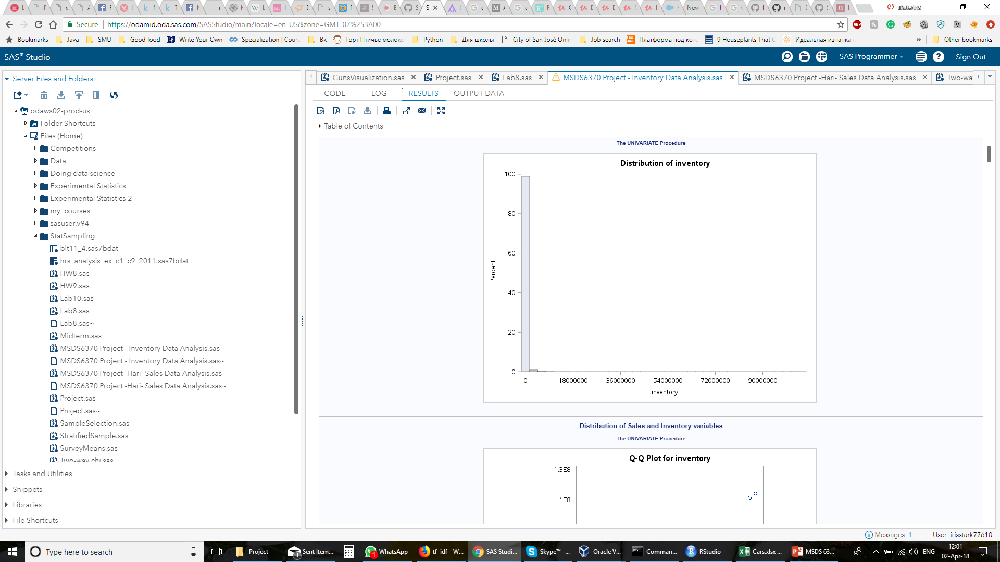 Ekaterina
Secure | https://odamid.oda.sas.com/SASStudio/main?locale=en_US&zone=GMT-07%253A00
Bookmarks Java SMU Good food Write Your Own Specialization | Cours Вк Торт Птичье молоко Python Для школы City of San José Onlin Job search Платформа под кото 9 Houseplants That C Идеальная изнанка » Other bookmarks
SAS® Studio
SAS Programmer
Sign Out
Server Files and Folders
odaws02-prod-us
Folder Shortcuts
Files (Home)
Competitions
Data
Doing data science
Experimental Statistics
Experimental Statistics 2
my_courses
sasuser.v94
StatSampling
blt11_4.sas7bdat
hrs_analysis_ex_c1_c9_2011.sas7bdat
HW8.sas
HW9.sas
Lab10.sas
Lab8.sas
Lab8.sas~
Midterm.sas
MSDS6370 Project - Inventory Data Analysis.sas
MSDS6370 Project - Inventory Data Analysis.sas~
MSDS6370 Project -Hari- Sales Data Analysis.sas
MSDS6370 Project -Hari- Sales Data Analysis.sas~
Project.sas
Project.sas~
SampleSelection.sas
StratifiedSample.sas
SurveyMeans.sas
Two-way chi.sas
Tasks and Utilities
Snippets
Libraries
File Shortcuts
GunsVisualization.sas Project.sas Lab8.sas MSDS6370 Project - Inventory Data Analysis.sas MSDS6370 Project -Hari- Sales Data Analysis.sas Two-wa
CODE LOG RESULTS OUTPUT DATA
Table of Contents
The UNIVARIATE Procedure
Distribution of inventory
100
80
60
40
20
0
Percent
0 18000000 36000000 54000000 72000000 90000000
inventory
Distribution of Sales and Inventory variables
The UNIVARIATE Procedure
Q-Q Plot for inventory
1.3E8
1E8
Messages: 1 User: irisstark77610
Type here to search Project Sent Item... 3 WhatsApp 1 tf–idf - W... SAS Studi... Skype™ -... Oracle V... Comman... RStudio Cars.xlsx ... MSDS 63... ENG
12:01
02-Apr-18